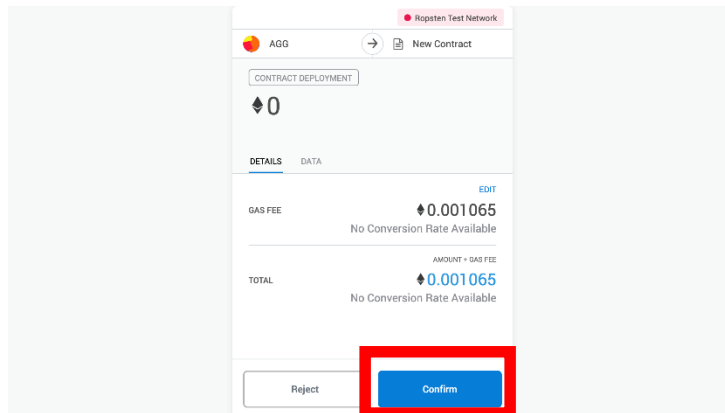 Ropsten Test Network
AGG
New Contract
CONTRACT DEPLOYMENT
0
DETAILS DATA
EDIT
GAS FEE
0.001065
No Conversion Rate Available
AMOUNT + GAS FEE
TOTAL
0.001065
No Conversion Rate Available
Reject
Confirm